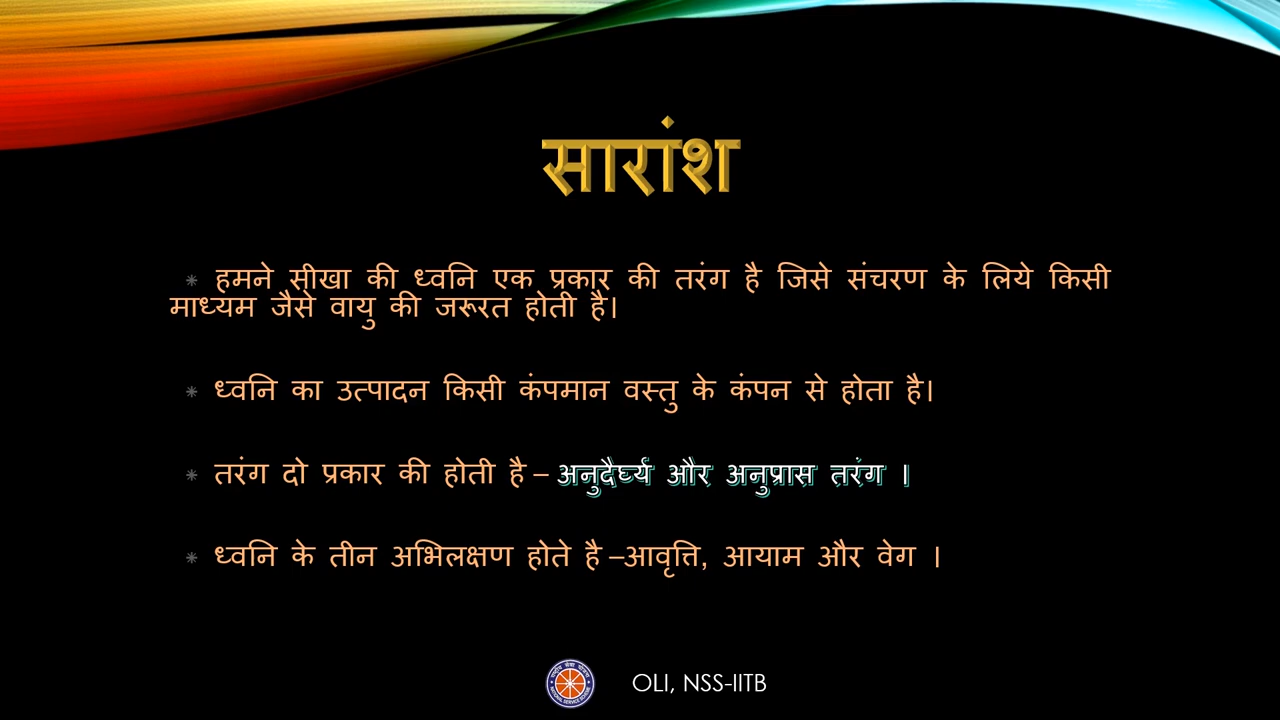 सारांश
हमने सीखा की ध्वनि एक प्रकार की तरंग है जिसे संचरण के लिये किसी
माध्यम जैसे वायु की जरूरत होती है।
ध्वनि का उत्पादन किसी कंपमान वस्तु के कंपन से होता है।
तरंग दो प्रकार की होती है – अनुदैर्घ्य और अनुप्रास तरंग ।
ध्वनि के तीन अभिलक्षण होते है –आवृत्ति, आयाम और वेग ।
OLI, NSS-IITB